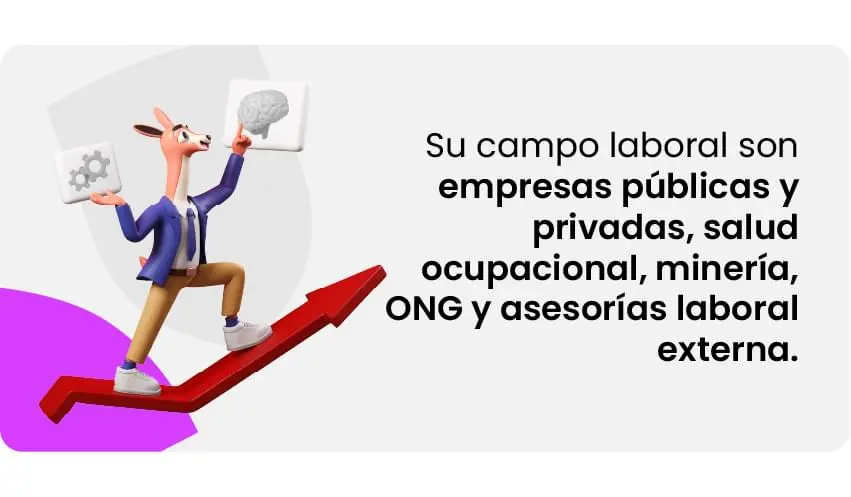 Su campo laboral son
empresas públicas y
privadas, salud
ocupacional, minería,
ONG y asesorías laboral
externa.